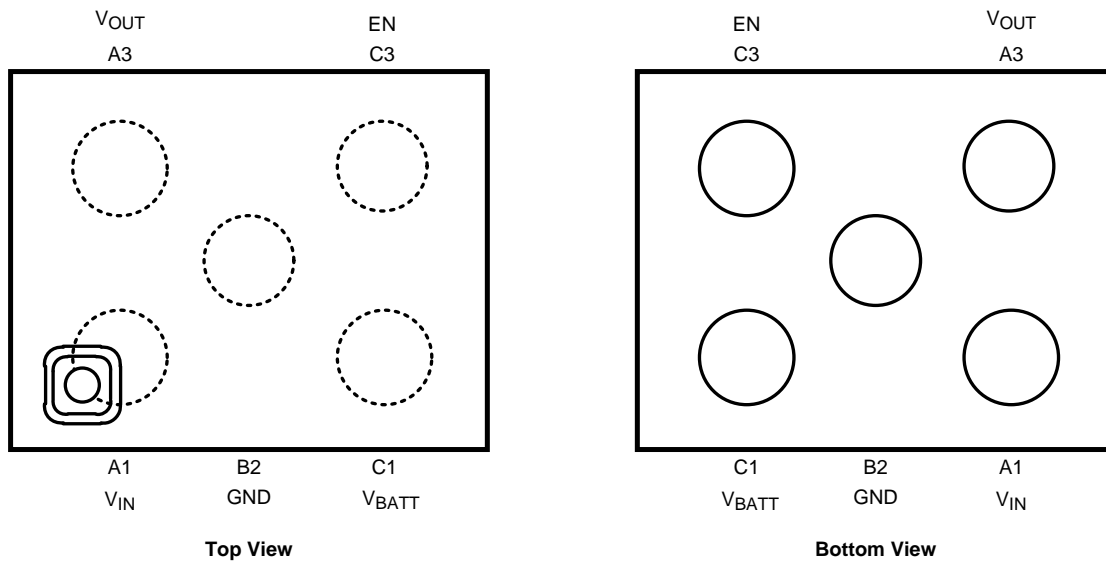 VOUT EN
A3 C3
A1 B2 C1
VIN GND VBATT
Top View
EN VOUT
C3 A3
C1 B2 A1
VBATT GND VIN
Bottom View